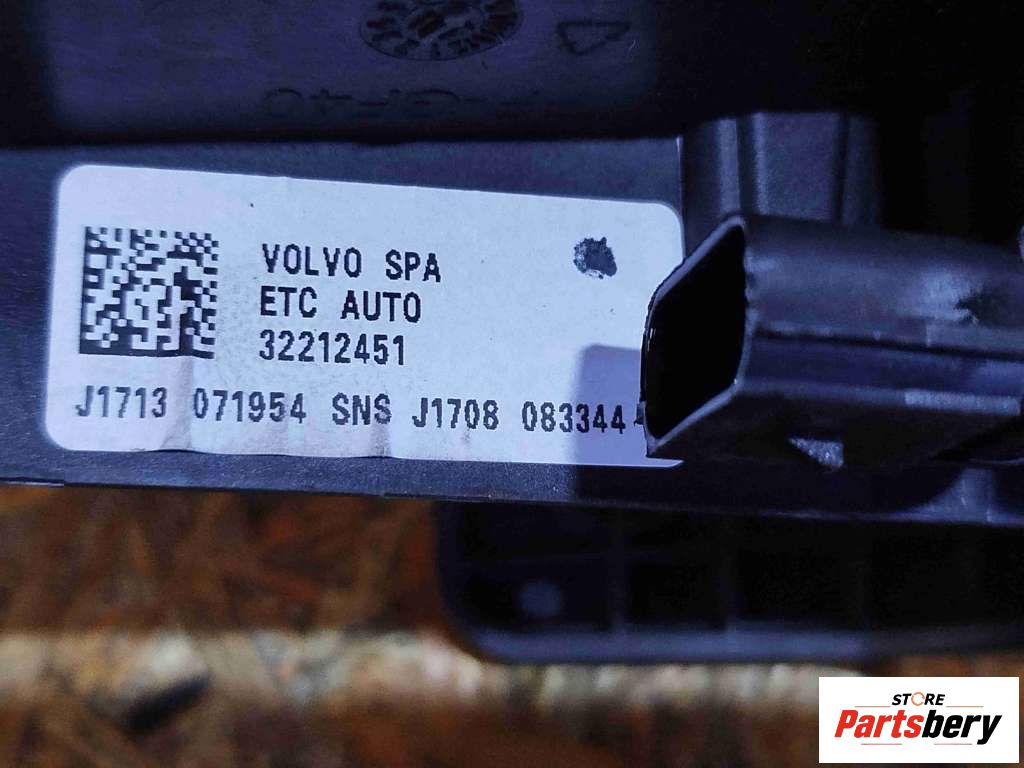 VOLVO SPA
ETC AUTO
32212451
J1713 071954 SNS J1708 083344
STORE
Partsbery